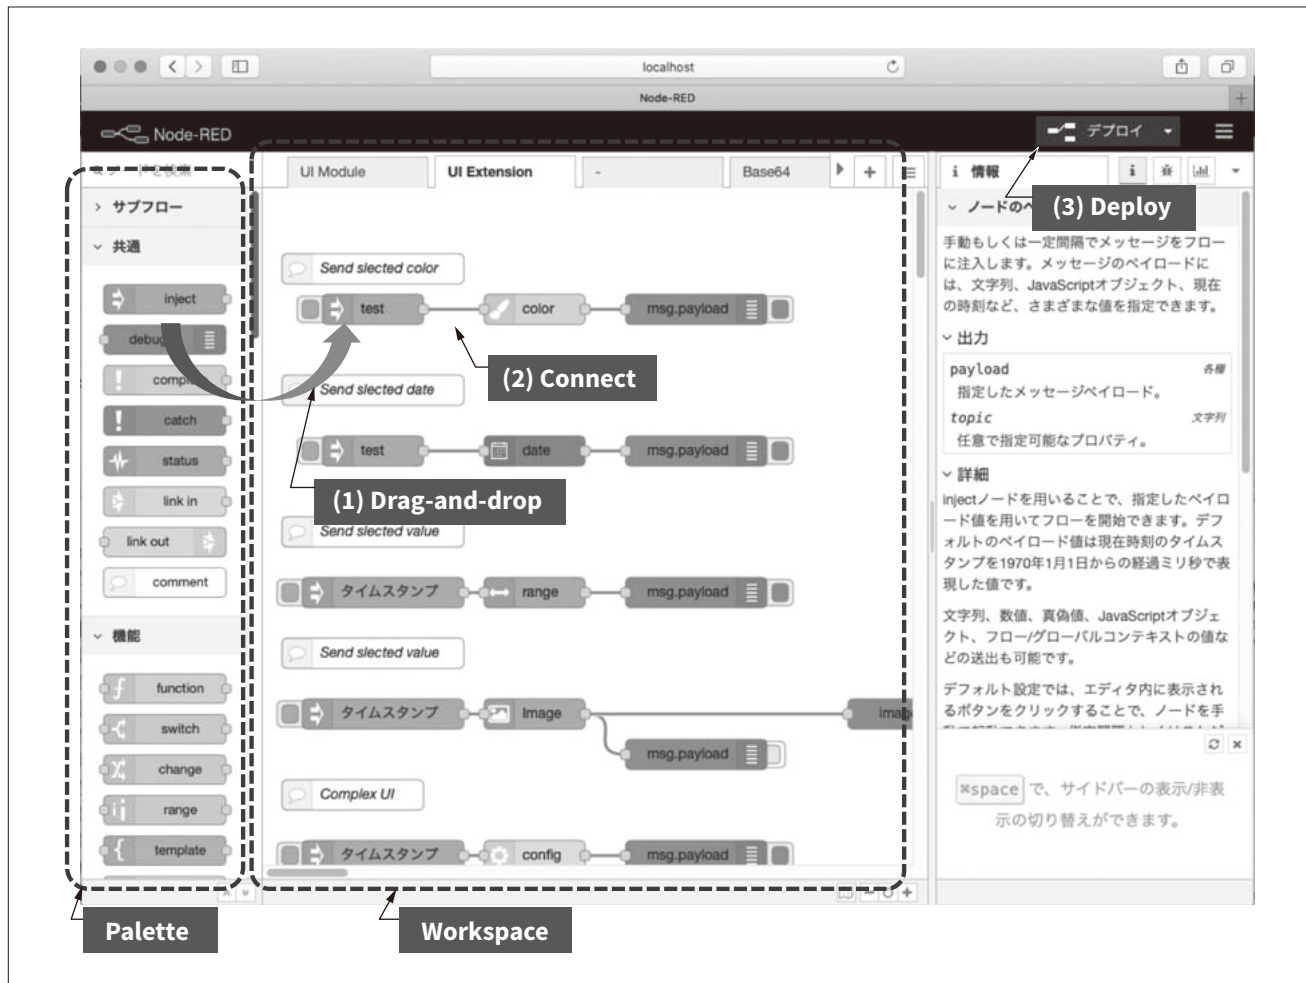 localhost
Node-RED
Node-RED
デプロイ
UI Module
UI Extension
-
Base64
i 情報
i
サブフロー
(3) Deploy
共通
手動もしくは一定間隔でメッセージをフロー
に注入します。メッセージのペイロードに
は、文字列、JavaScriptオブジェクト、現在
の時刻など、さまざまな値を指定できます。
Send slected color
inject
test
color
msg.payload
出力
payload
各種
指定したメッセージペイロード。
topic
文字列
任意で指定可能なプロパティ。
(2) Connect
Send slected date
catch
status
test
date
msg.payload
詳細
injectノードを用いることで、指定したペイロ
ード値を用いてフローを開始できます。デフ
ォルトのペイロード値は現在時刻のタイムス
タンプを1970年1月1日からの経過ミリ秒で表
現した値です。
(1) Drag-and-drop
link in
Send slected value
link out
comment
タイムスタンプ
range
msg.payload
文字列、数値、真偽値、JavaScriptオブジェ
クト、フロー/グローバルコンテキストの値な
どの送出も可能です。
機能
Send slected value
function
デフォルト設定では、エディタ内に表示され
るボタンをクリックすることで、ノードを手
タイムスタンプ
Image
switch
msg.payload
change
Complex UI
range
⌘space で、サイドバーの表示/非表
示の切り替えができます。
template
タイムスタンプ
config
msg.payload
Palette
Workspace